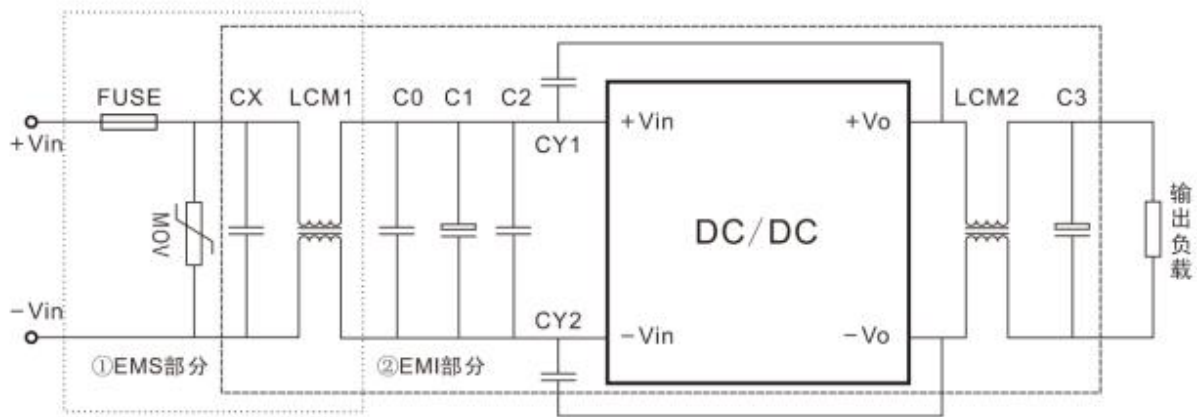 FUSE CX LCM1 C0 C1 C2 LCM2 C3
+Vin CY1 +Vin +Vo
MOV DC/DC 输出负载
-Vin CY2 -Vin -Vo
①EMS部分 ②EMI部分